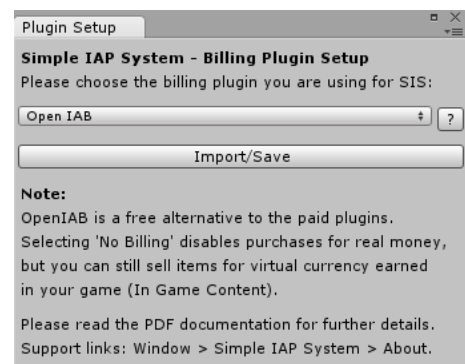 Plugin Setup
Simple IAP System - Billing Plugin Setup
Please choose the billing plugin you are using for SIS:
Open IAB
?
Import/Save
Note:
OpenIAB is a free alternative to the paid plugins.
Selecting 'No Billing' disables purchases for real money,
but you can still sell items for virtual currency earned
in your game (In Game Content).
Please read the PDF documentation for further details.
Support links: Window > Simple IAP System > About.